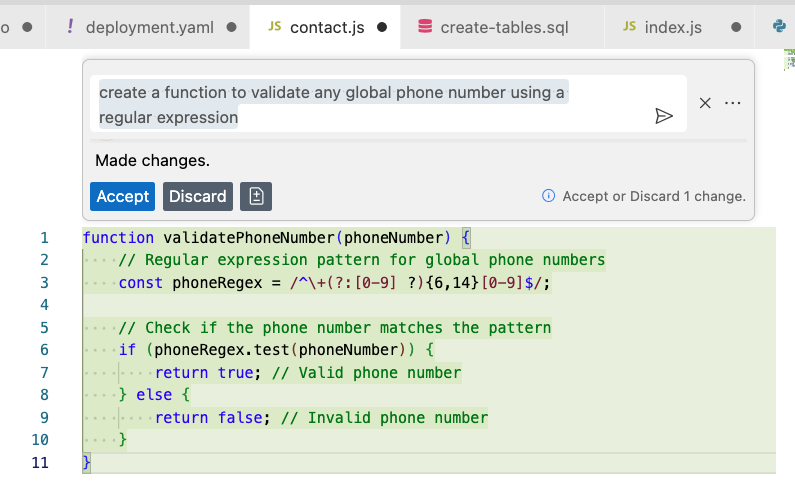 o ● ! deployment.yaml ● JS contact.js ● create-tables.sql JS index.js ●
create a function to validate any global phone number using a
regular expression
Made changes.
Accept Discard Accept or Discard 1 change.
1 function validatePhoneNumber(phoneNumber) {
2 // Regular expression pattern for global phone numbers
3 const phoneRegex = /^\+(?:[0-9] ?){6,14}[0-9]$/;
4
5 // Check if the phone number matches the pattern
6 if (phoneRegex.test(phoneNumber)) {
7 return true; // Valid phone number
8 } else {
9 return false; // Invalid phone number
10 }
11 }